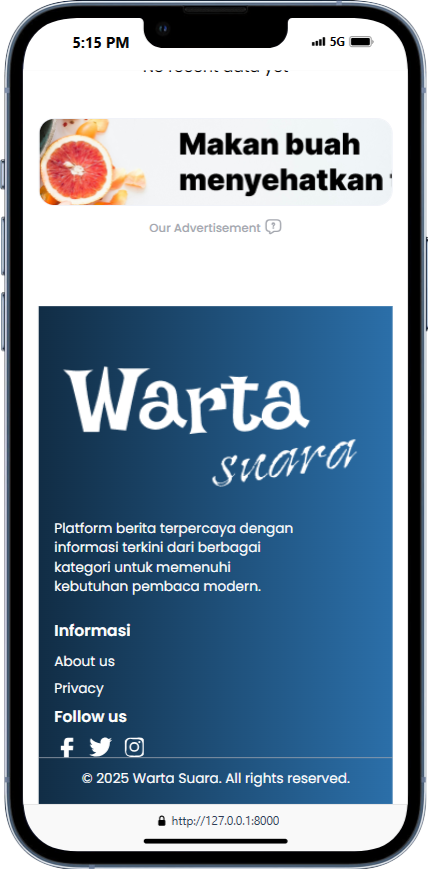 5:15 PM
5G
No recent data yet
Makan buah
menyehatkan
Our Advertisement
Warta
suara
Platform berita terpercaya dengan
informasi terkini dari berbagai
kategori untuk memenuhi
kebutuhan pembaca modern.
Informasi
About us
Privacy
Follow us
© 2025 Warta Suara. All rights reserved.
http://127.0.0.1:8000